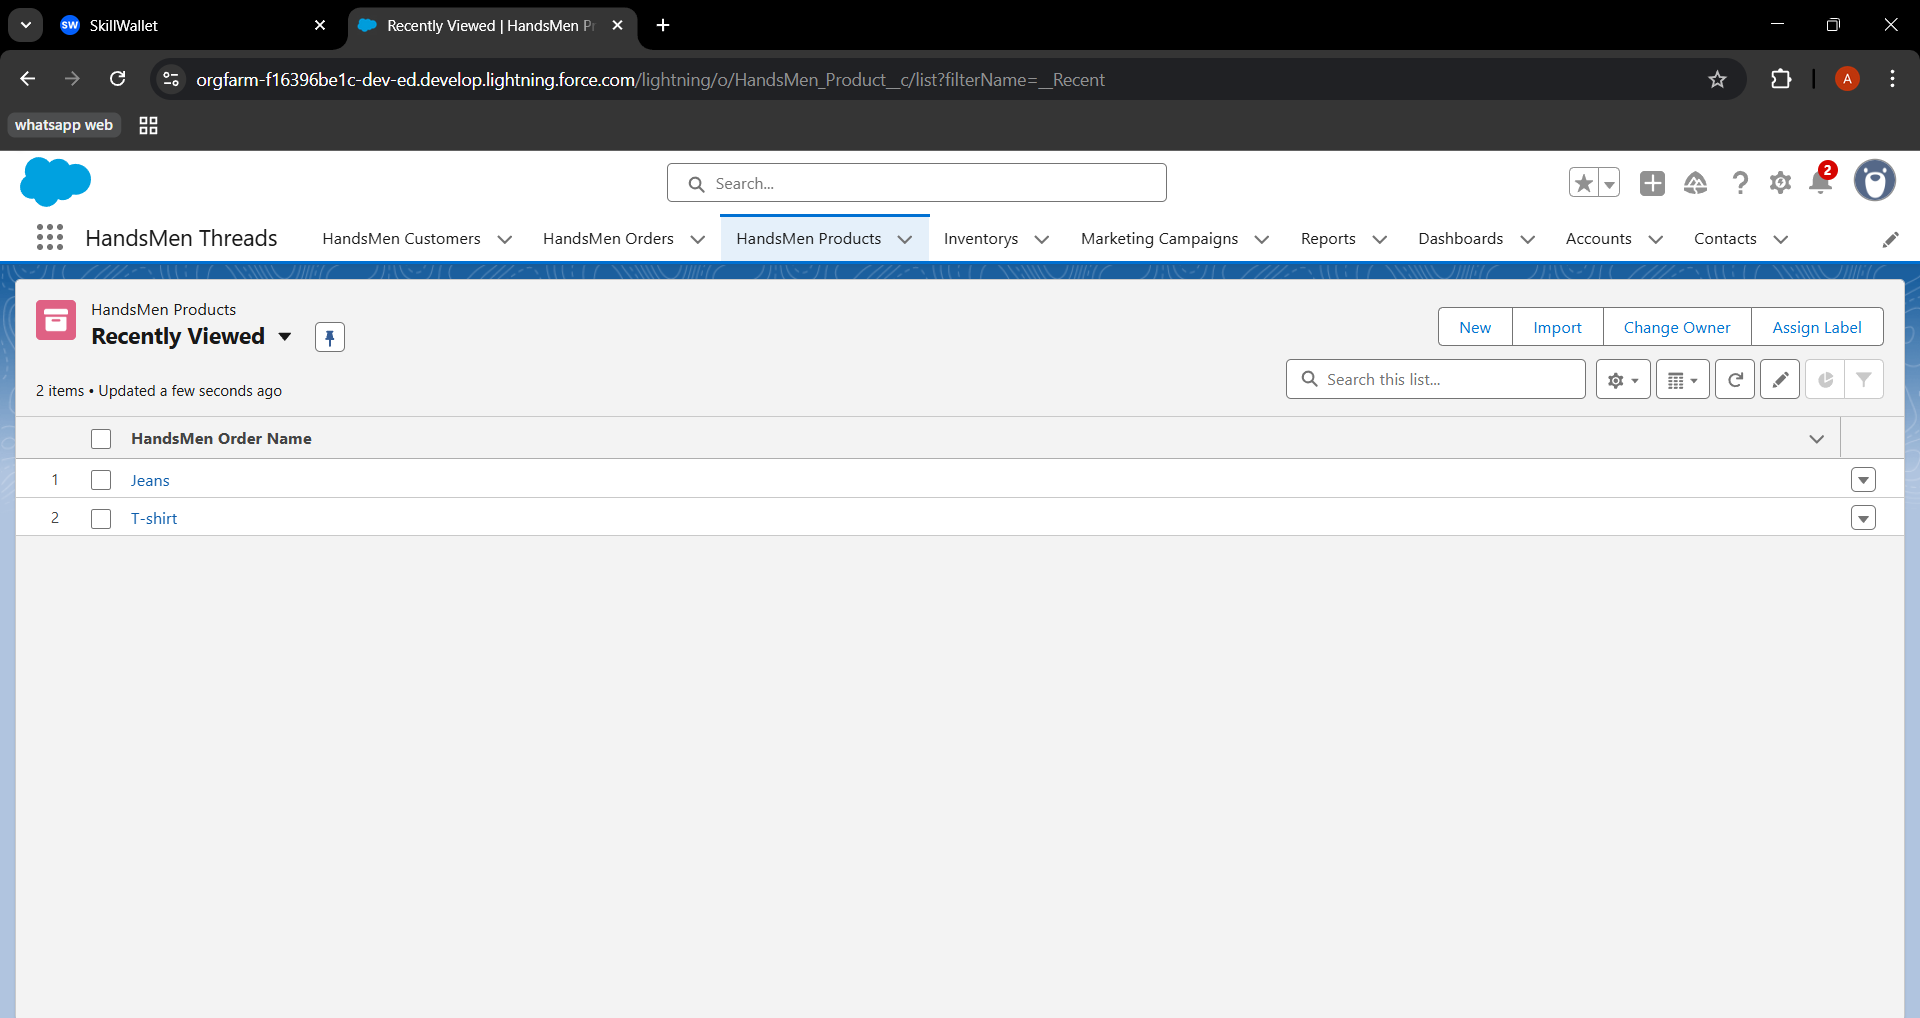 SW SkillWallet
Recently Viewed | HandsMen Pr
orgfarm-f16396be1c-dev-ed.develop.lightning.force.com/lightning/o/HandsMen_Product__c/list?filterName=__Recent
A
whatsapp web
Search...
2
HandsMen Threads
HandsMen Customers
HandsMen Orders
HandsMen Products
Inventorys
Marketing Campaigns
Reports
Dashboards
Accounts
Contacts
HandsMen Products
Recently Viewed
New
Import
Change Owner
Assign Label
2 items • Updated a few seconds ago
Search this list...
HandsMen Order Name
1 Jeans
2 T-shirt